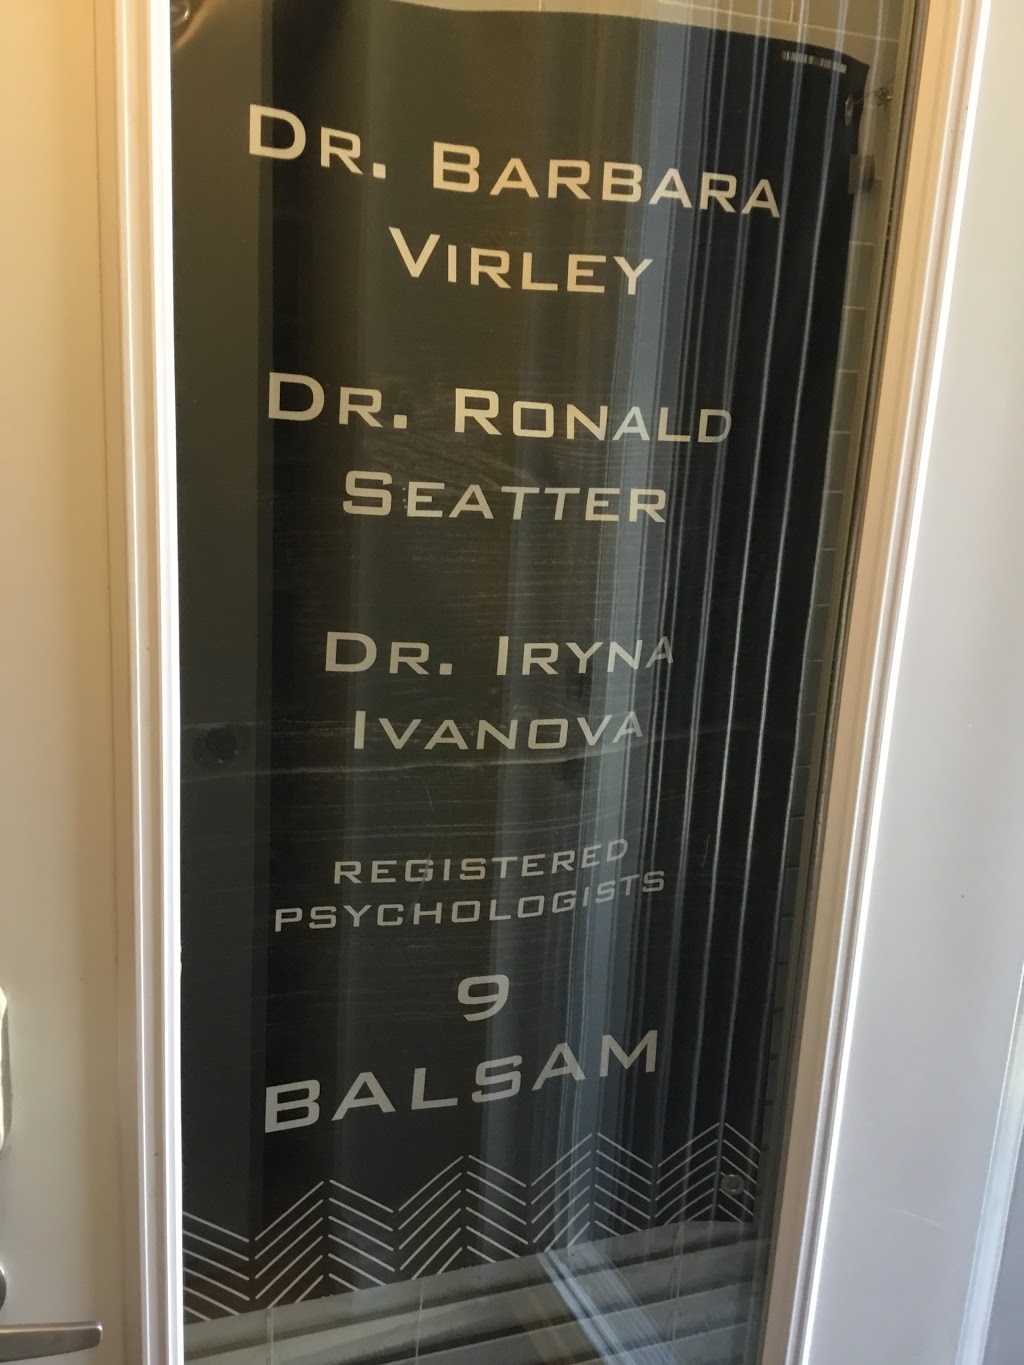 DR. BARBARA
VIRLEY
DR. RONALD
SEATTER
DR. IRYNA
IVANOVA
REGISTERED
PSYCHOLOGISTS
9
BALSAM